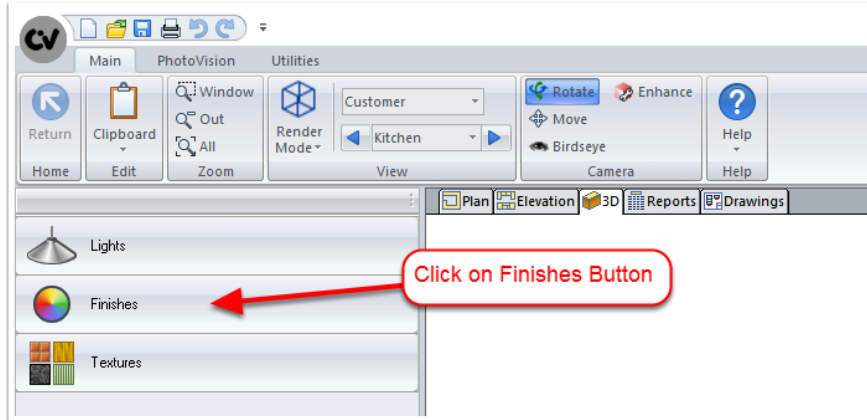 CV
Main PhotoVision Utilities
Return
Home
Clipboard
Edit
Window
Out
All
Zoom
Render
Mode
Customer
Kitchen
View
Rotate Enhance
Move
Birdseye
Camera
Help
Help
Plan Elevation 3D Reports Drawings
Lights
Finishes
Textures
Click on Finishes Button